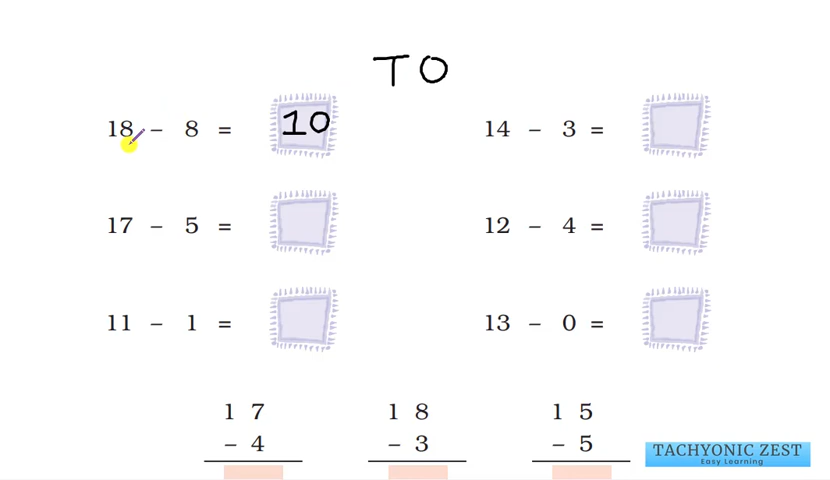 T O
18 – 8 = 10
14 – 3 =
17 – 5 =
12 – 4 =
11 – 1 =
13 – 0 =
1 7
– 4
1 8
– 3
1 5
– 5
TACHYONIC ZEST
Easy Learning